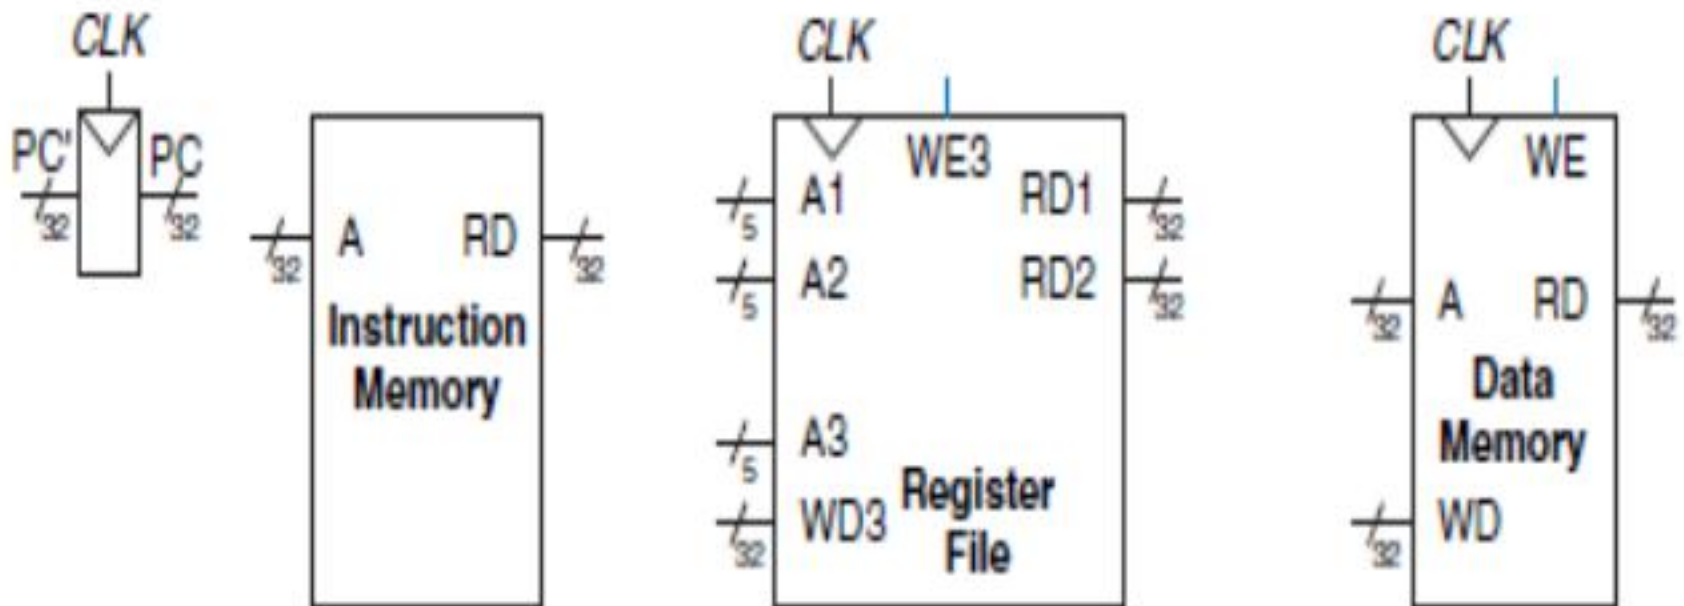 CLK
PC' PC
32 32
A RD
32 32
Instruction
Memory
CLK
WE3
A1 RD1
5 32
A2 RD2
5 32
A3
5
WD3
32
Register
File
CLK
WE
A RD
32 32
Data
Memory
WD
32